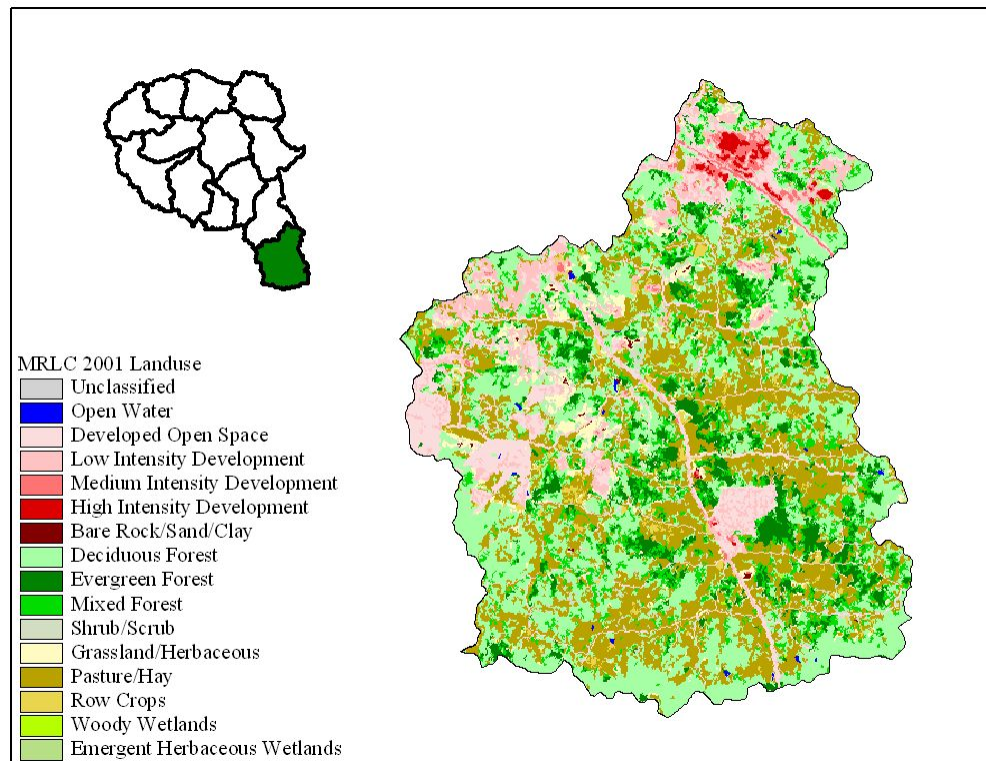 MRLC 2001 Landuse
Unclassified
Open Water
Developed Open Space
Low Intensity Development
Medium Intensity Development
High Intensity Development
Bare Rock/Sand/Clay
Deciduous Forest
Evergreen Forest
Mixed Forest
Shrub/Scrub
Grassland/Herbaceous
Pasture/Hay
Row Crops
Woody Wetlands
Emergent Herbaceous Wetlands